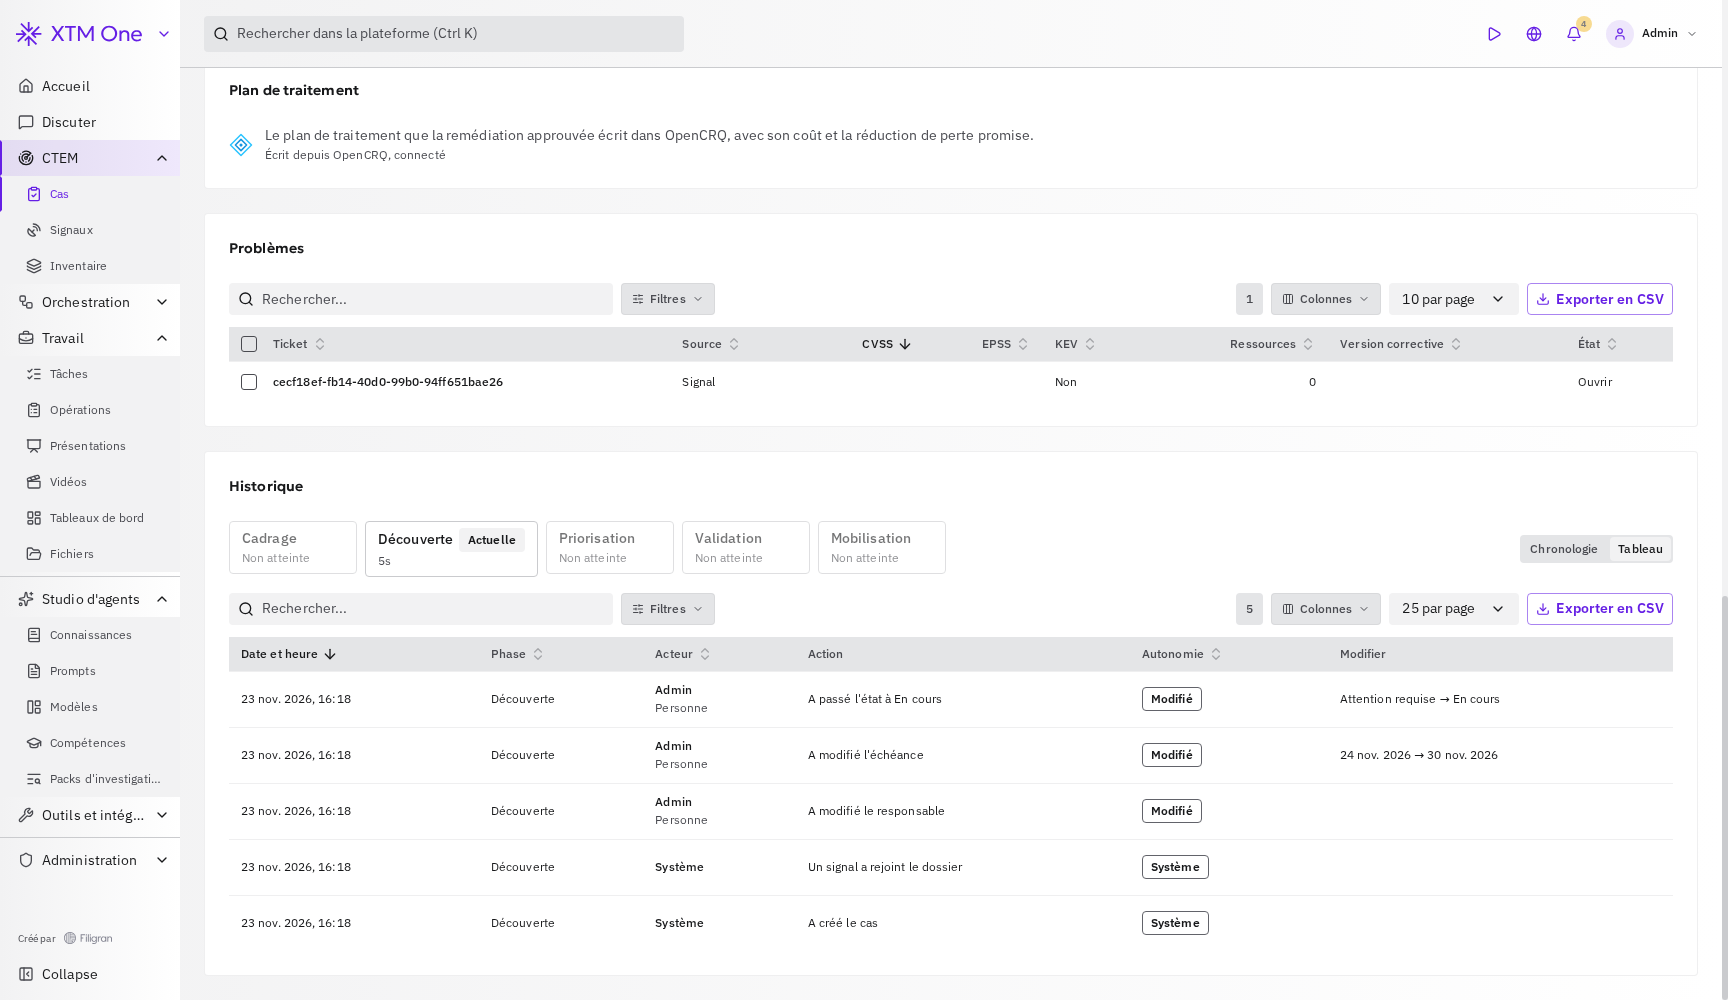 XTM One
Rechercher dans la plateforme (Ctrl K)
4
Admin
Accueil
Discuter
CTEM
Cas
Signaux
Inventaire
Orchestration
Travail
Tâches
Opérations
Présentations
Vidéos
Tableaux de bord
Fichiers
Studio d'agents
Connaissances
Prompts
Modèles
Compétences
Packs d'investigati...
Outils et intég...
Administration
Créé par Filigran
Collapse
Plan de traitement
Le plan de traitement que la remédiation approuvée écrit dans OpenCRQ, avec son coût et la réduction de perte promise.
Écrit depuis OpenCRQ, connecté
Problèmes
Rechercher... Filtres 1 Colonnes 10 par page Exporter en CSV
Ticket Source CVSS EPSS KEV Ressources Version corrective État
cecf18ef-fb14-40d0-99b0-94ff651bae26 Signal Non 0 Ouvrir
Historique
Cadrage Découverte Actuelle Priorisation Validation Mobilisation
Non atteinte 5s Non atteinte Non atteinte Non atteinte
Chronologie Tableau
Rechercher... Filtres 5 Colonnes 25 par page Exporter en CSV
Date et heure Phase Acteur Action Autonomie Modifier
23 nov. 2026, 16:18 Découverte Admin A passé l'état à En cours Modifié Attention requise → En cours
Personne
23 nov. 2026, 16:18 Découverte Admin A modifié l'échéance Modifié 24 nov. 2026 → 30 nov. 2026
Personne
23 nov. 2026, 16:18 Découverte Admin A modifié le responsable Modifié
Personne
23 nov. 2026, 16:18 Découverte Système Un signal a rejoint le dossier Système
23 nov. 2026, 16:18 Découverte Système A créé le cas Système